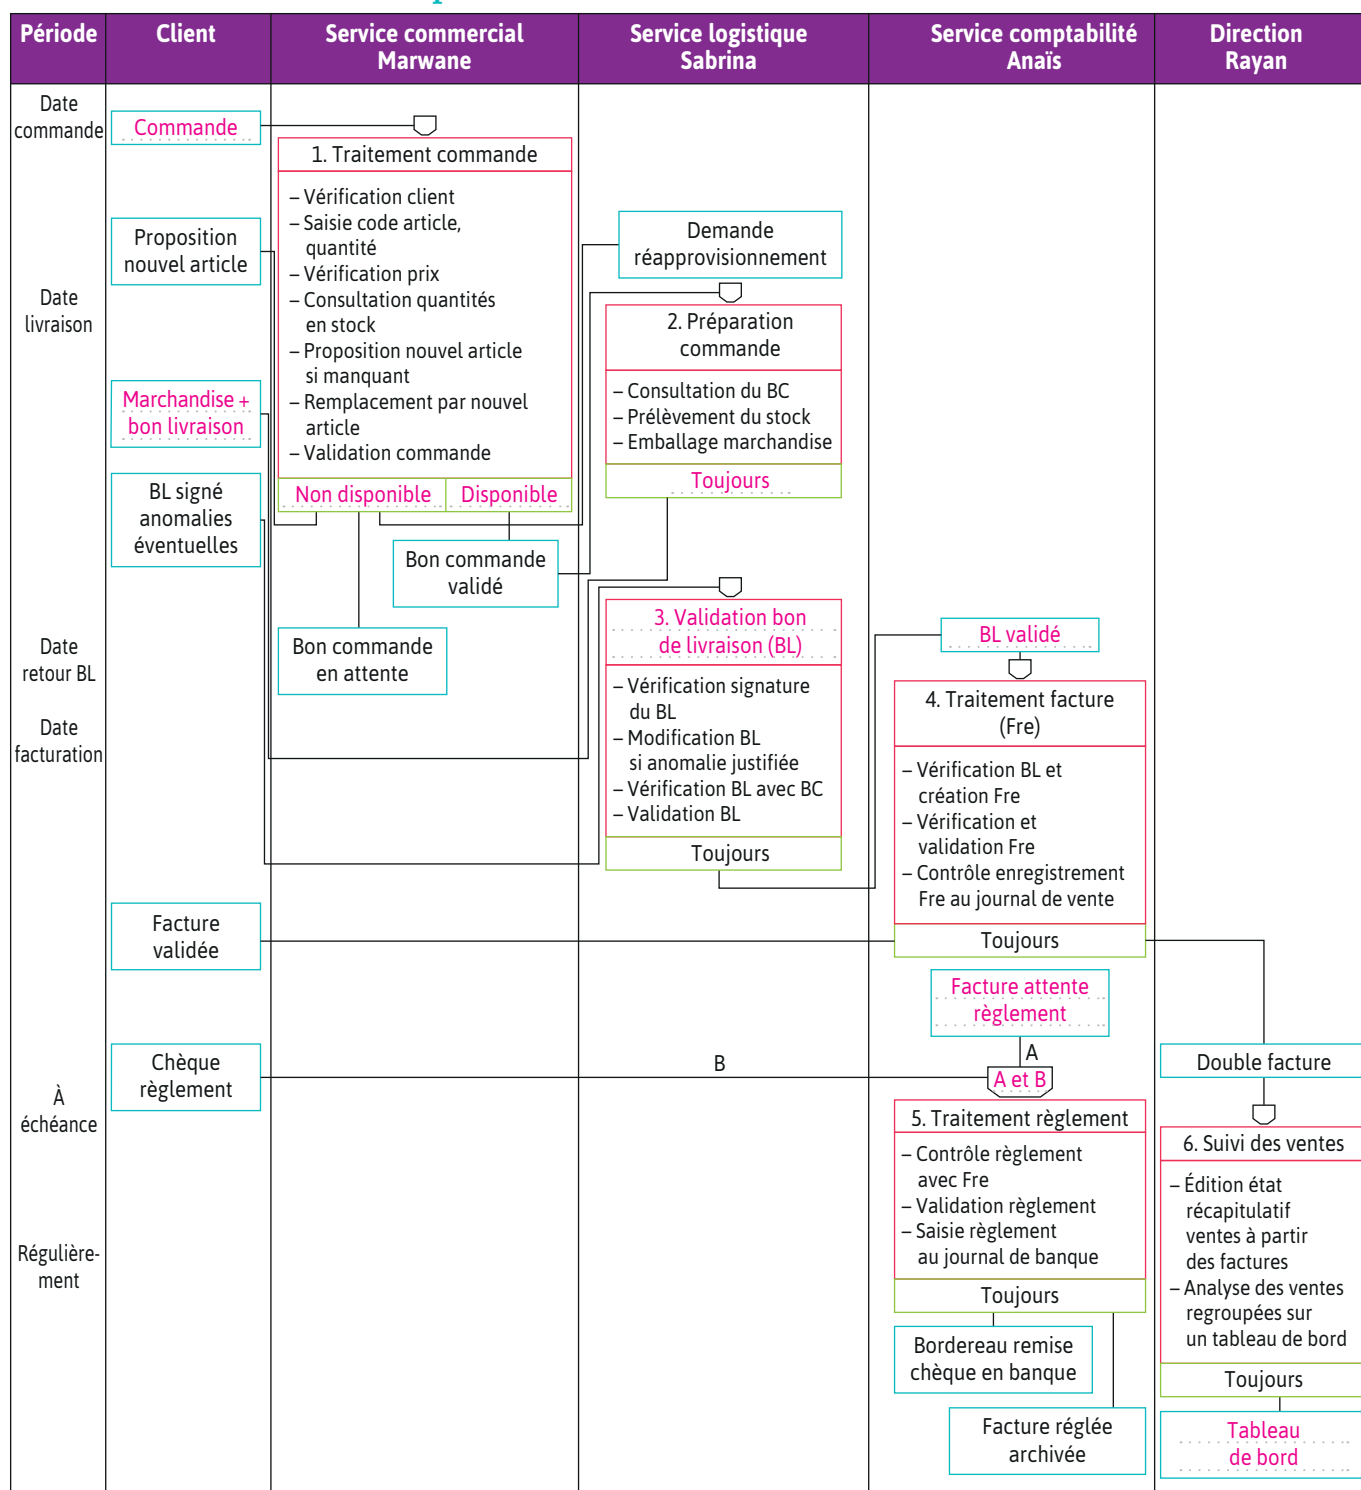 Période
Client
Service commercial
Marwane
Service logistique
Sabrina
Service comptabilité
Anaïs
Direction
Rayan
Date
commande
Date
livraison
Date
retour BL
Date
facturation
À
échéance
Régulière-
ment
Commande
Proposition
nouvel article
Marchandise +
bon livraison
BL signé
anomalies
éventuelles
Facture
validée
Chèque
règlement
1. Traitement commande
– Vérification client
– Saisie code article,
quantité
– Vérification prix
– Consultation quantités
en stock
– Proposition nouvel article
si manquant
– Remplacement par nouvel
article
– Validation commande
Non disponible
Disponible
Bon commande
validé
Bon commande
en attente
Demande
réapprovisionnement
2. Préparation
commande
– Consultation du BC
– Prélèvement du stock
– Emballage marchandise
Toujours
3. Validation bon
de livraison (BL)
– Vérification signature
du BL
– Modification BL
si anomalie justifiée
– Vérification BL avec BC
– Validation BL
Toujours
B
BL validé
4. Traitement facture
(Fre)
– Vérification BL et
création Fre
– Vérification et
validation Fre
– Contrôle enregistrement
Fre au journal de vente
Toujours
Facture attente
règlement
A
A et B
5. Traitement règlement
– Contrôle règlement
avec Fre
– Validation règlement
– Saisie règlement
au journal de banque
Toujours
Bordereau remise
chèque en banque
Facture réglée
archivée
Double facture
6. Suivi des ventes
– Édition état
récapitulatif
ventes à partir
des factures
– Analyse des ventes
regroupées sur
un tableau de bord
Toujours
Tableau
de bord